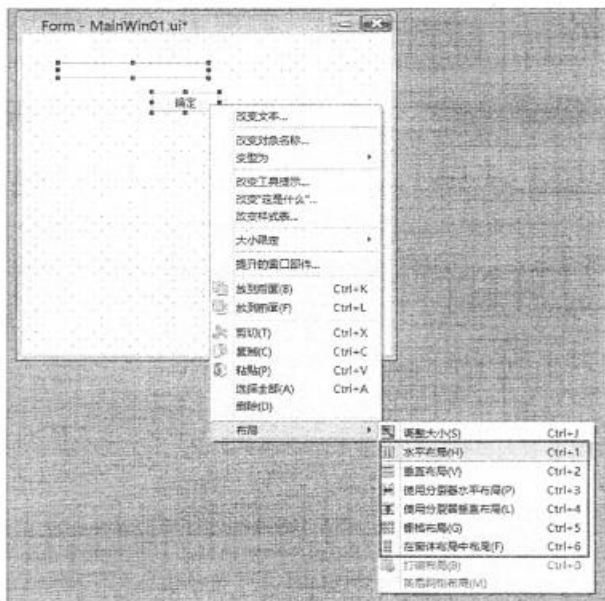 Form - MainWin01.ui*
确定
改变文本...
改变对象名称...
变型为
改变工具提示...
改变"这是什么"...
改变样式表...
大小限定
提升的窗口部件...
放到后面(B) Ctrl+K
放到前面(F) Ctrl+L
剪切(T) Ctrl+X
复制(C) Ctrl+C
粘贴(P) Ctrl+V
选择全部(A) Ctrl+A
删除(D)
布局
调整大小(S) Ctrl+J
水平布局(H) Ctrl+1
垂直布局(V) Ctrl+2
使用分裂器水平布局(P) Ctrl+3
使用分裂器垂直布局(L) Ctrl+4
栅格布局(G) Ctrl+5
在窗体布局中布局(F) Ctrl+6
打破布局(B) Ctrl+0
简易网格布局(M)